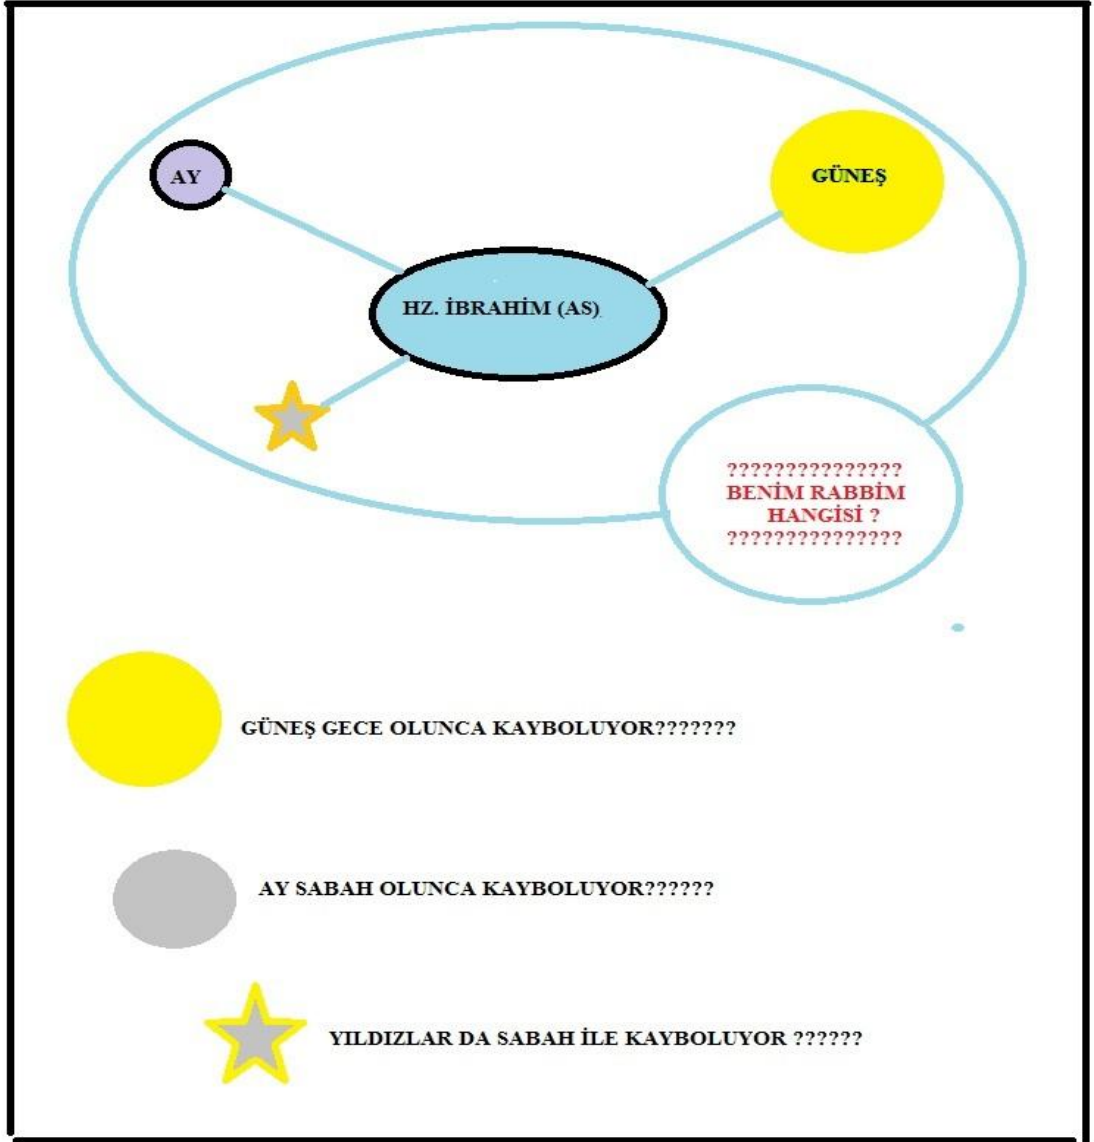 AY
GÜNEŞ
HZ. İBRAHİM (AS)
???????????????
BENİM RABBİM
HANGİSİ ?
???????????????
GÜNEŞ GECE OLUNCA KAYBOLUYOR???????
AY SABAH OLUNCA KAYBOLUYOR??????
YILDIZLAR DA SABAH İLE KAYBOLUYOR ??????